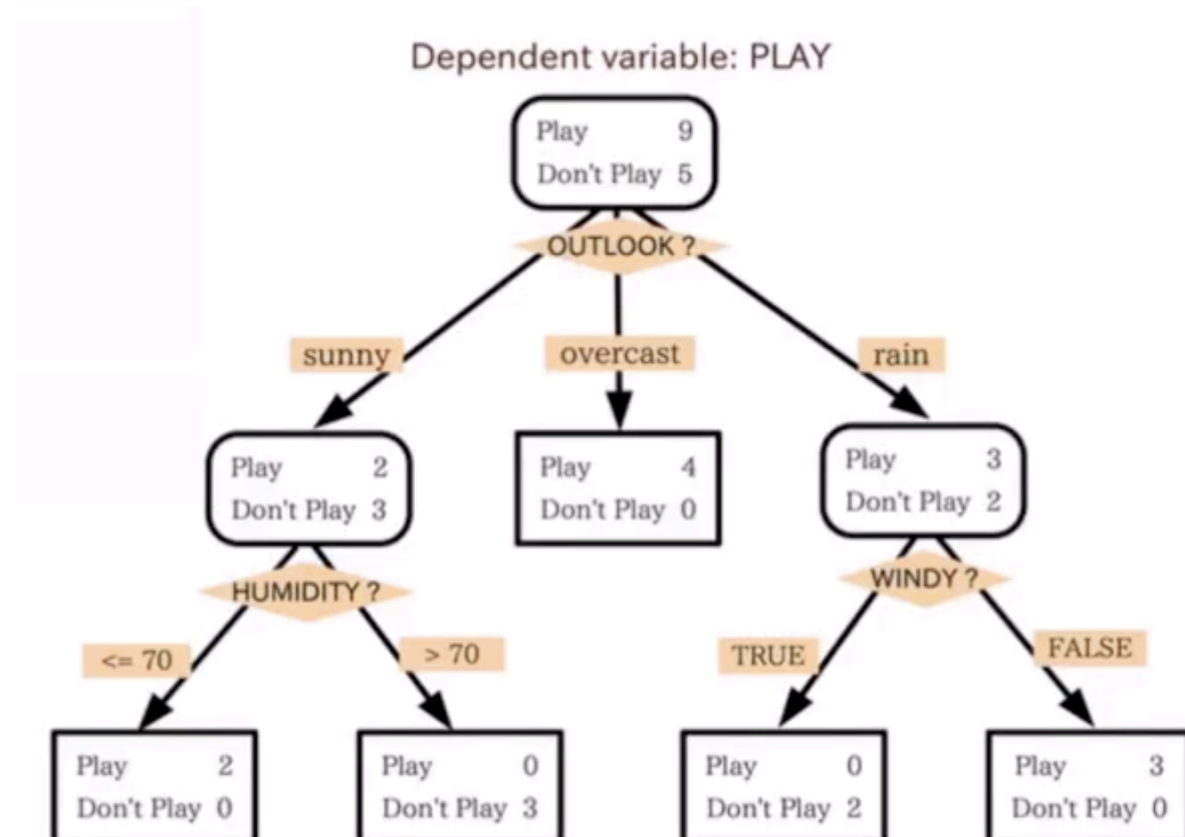 Dependent variable: PLAY
Play 9
Don't Play 5
OUTLOOK ?
sunny
overcast
rain
Play 2
Don't Play 3
Play 4
Don't Play 0
Play 3
Don't Play 2
HUMIDITY ?
WINDY ?
<= 70
> 70
TRUE
FALSE
Play 2
Don't Play 0
Play 0
Don't Play 3
Play 0
Don't Play 2
Play 3
Don't Play 0